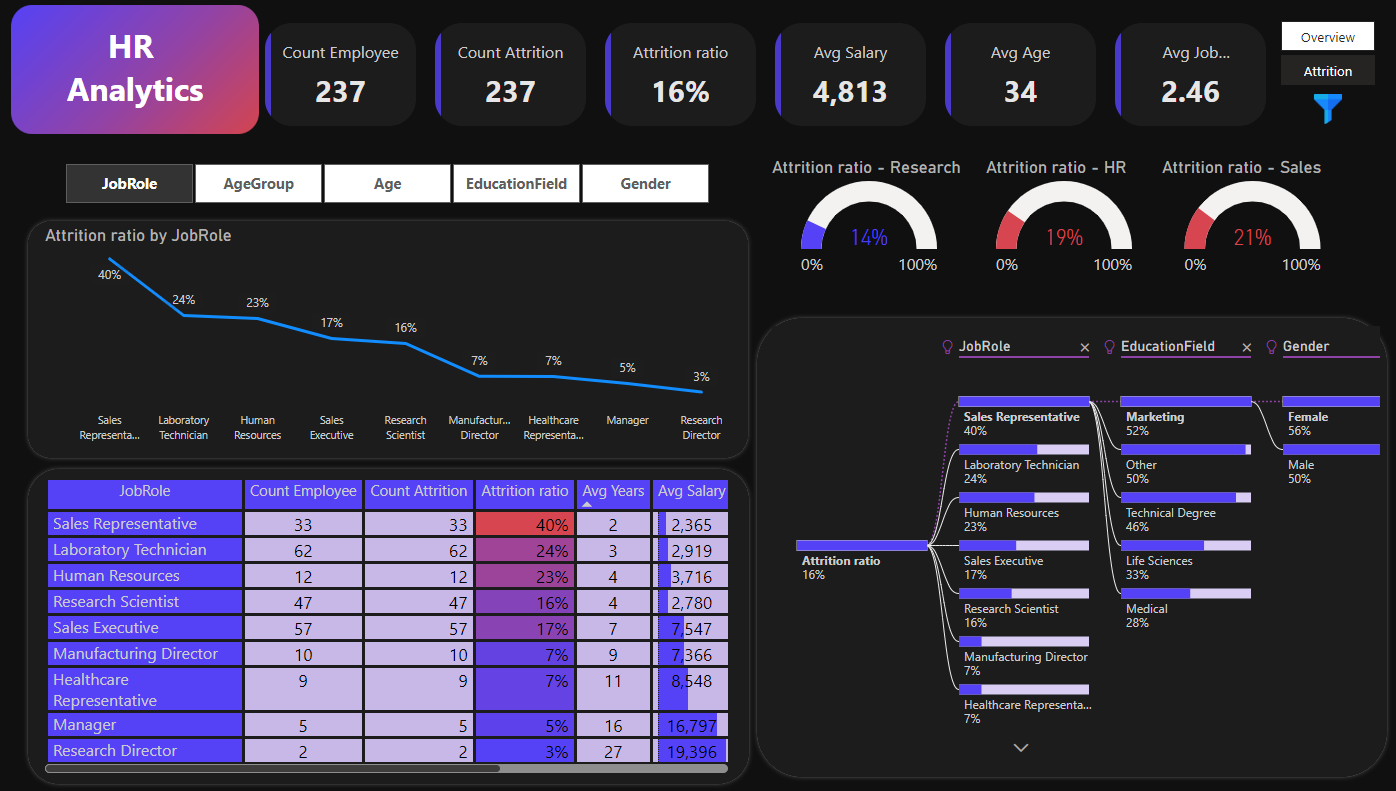 HR
Analytics
Count Employee
237
Count Attrition
237
Attrition ratio
16%
Avg Salary
4,813
Avg Age
34
Avg Job...
2.46
Overview
Attrition
JobRole
AgeGroup
Age
EducationField
Gender
Attrition ratio - Research
14%
0%
100%
Attrition ratio - HR
19%
0%
100%
Attrition ratio - Sales
21%
0%
100%
Attrition ratio by JobRole
40%
24%
23%
17%
16%
7%
7%
5%
3%
Sales
Representa...
Laboratory
Technician
Human
Resources
Sales
Executive
Research
Scientist
Manufactur...
Director
Healthcare
Representa...
Manager
Research
Director
JobRole Count Employee Count Attrition Attrition ratio Avg Years Avg Salary
Sales Representative 33 33 40% 2 2,365
Laboratory Technician 62 62 24% 3 2,919
Human Resources 12 12 23% 4 3,716
Research Scientist 47 47 16% 4 2,780
Sales Executive 57 57 17% 7 7,547
Manufacturing Director 10 10 7% 9 7,366
Healthcare 9 9 7% 11 8,548
Representative
Manager 5 5 5% 16 16,797
Research Director 2 2 3% 27 19,396
JobRole ×
EducationField ×
Gender
Attrition ratio
16%
Sales Representative
40%
Laboratory Technician
24%
Human Resources
23%
Sales Executive
17%
Research Scientist
16%
Manufacturing Director
7%
Healthcare Representa...
7%
Marketing
52%
Other
50%
Technical Degree
46%
Life Sciences
33%
Medical
28%
Female
56%
Male
50%